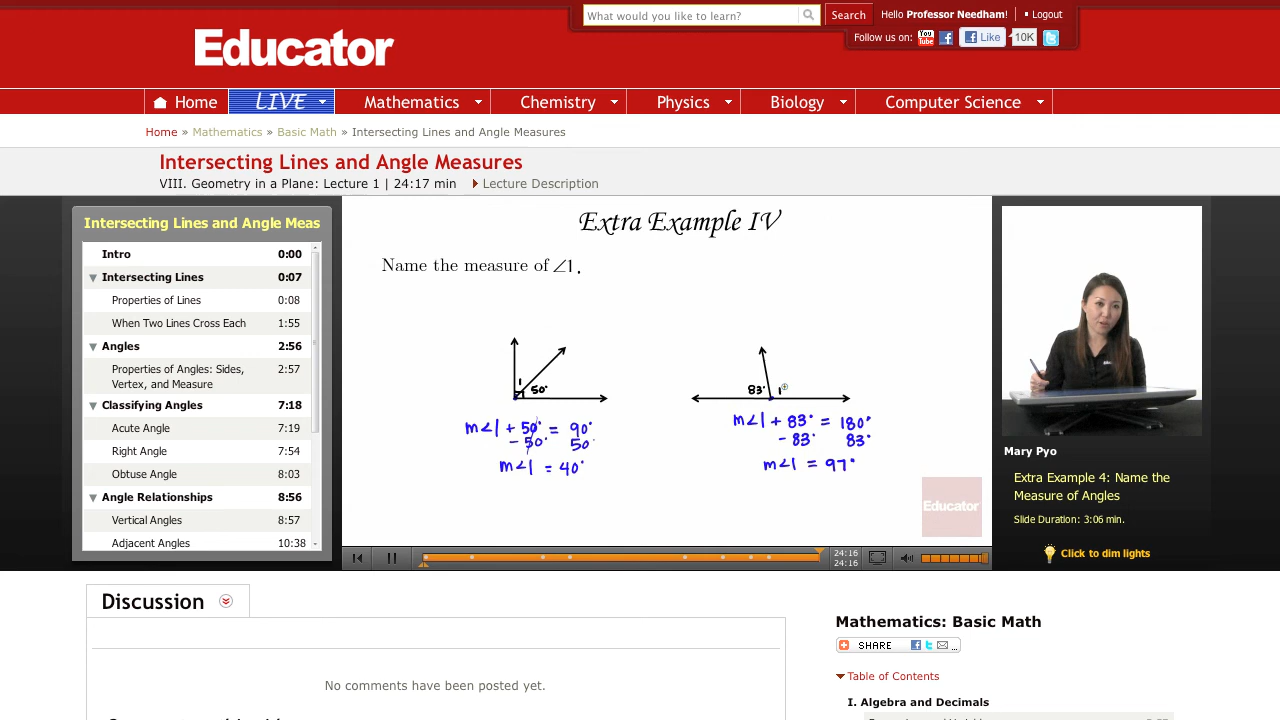 What would you like to learn?
Search
Hello Professor Needham!
Logout
Educator
Follow us on:
You Tube
Like
10K
Home
LIVE
Mathematics
Chemistry
Physics
Biology
Computer Science
Home » Mathematics » Basic Math » Intersecting Lines and Angle Measures
Intersecting Lines and Angle Measures
VIII. Geometry in a Plane: Lecture 1 | 24:17 min
Lecture Description
Intersecting Lines and Angle Meas
Intro 0:00
Intersecting Lines 0:07
Properties of Lines 0:08
When Two Lines Cross Each 1:55
Angles 2:56
Properties of Angles: Sides, 2:57
Vertex, and Measure
Classifying Angles 7:18
Acute Angle 7:19
Right Angle 7:54
Obtuse Angle 8:03
Angle Relationships 8:56
Vertical Angles 8:57
Adjacent Angles 10:38
Extra Example IV
Name the measure of ∠1.
1
50°
m∠1 + 50° = 90°
- 50° 50°
m∠1 = 40°
83°
1
m∠1 + 83° = 180°
- 83° 83°
m∠1 = 97°
Educator
24:16
24:16
Mary Pyo
Extra Example 4: Name the
Measure of Angles
Slide Duration: 3:06 min.
Click to dim lights
Discussion
No comments have been posted yet.
Mathematics: Basic Math
SHARE
...
Table of Contents
I. Algebra and Decimals